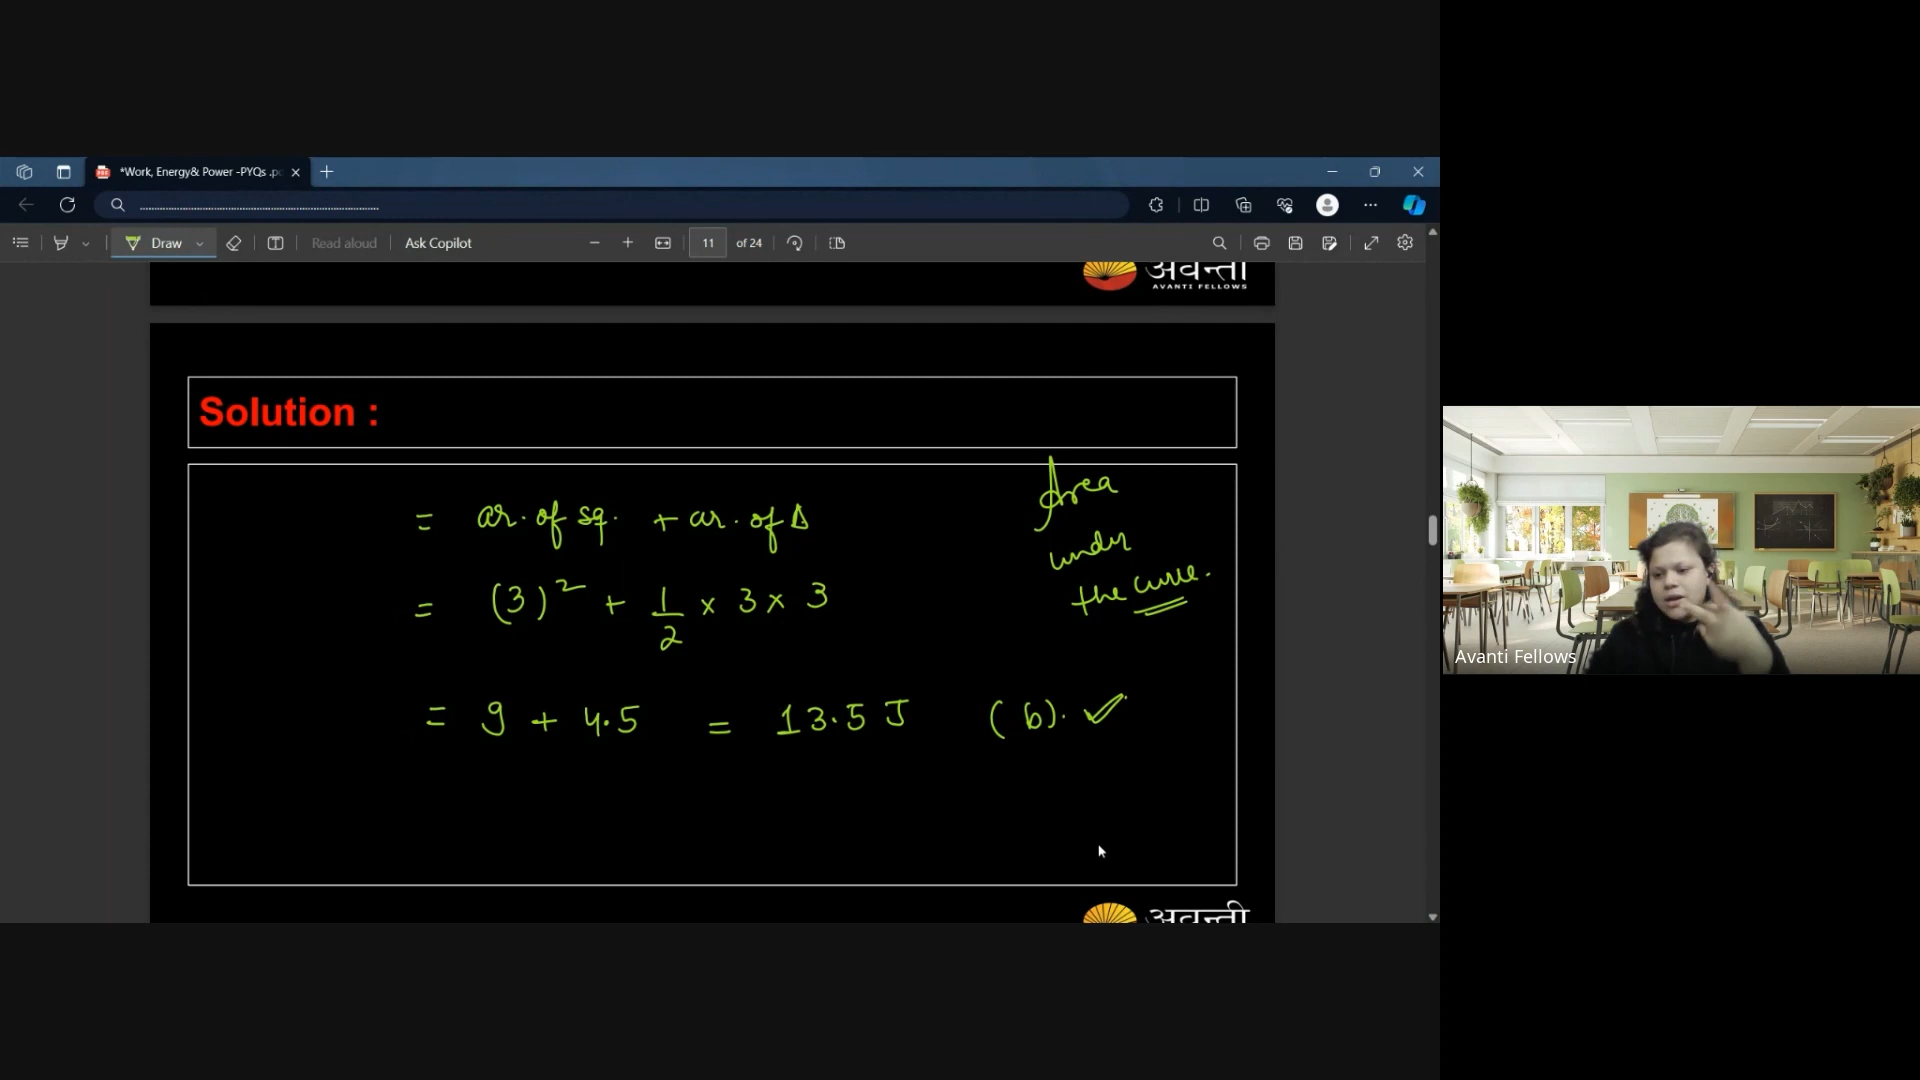 *Work, Energy& Power -PYQs .p
Draw
Read aloud
Ask Copilot
11
of 24
अवन्ती
AVANTI FELLOWS
Solution :
= ar. of sq. + ar. of Δ
= (3)² + 1/2 × 3 × 3
= 9 + 4.5 = 13.5 J (b). ✓
Area
under
the curve.
अवन्ती
Avanti Fellows